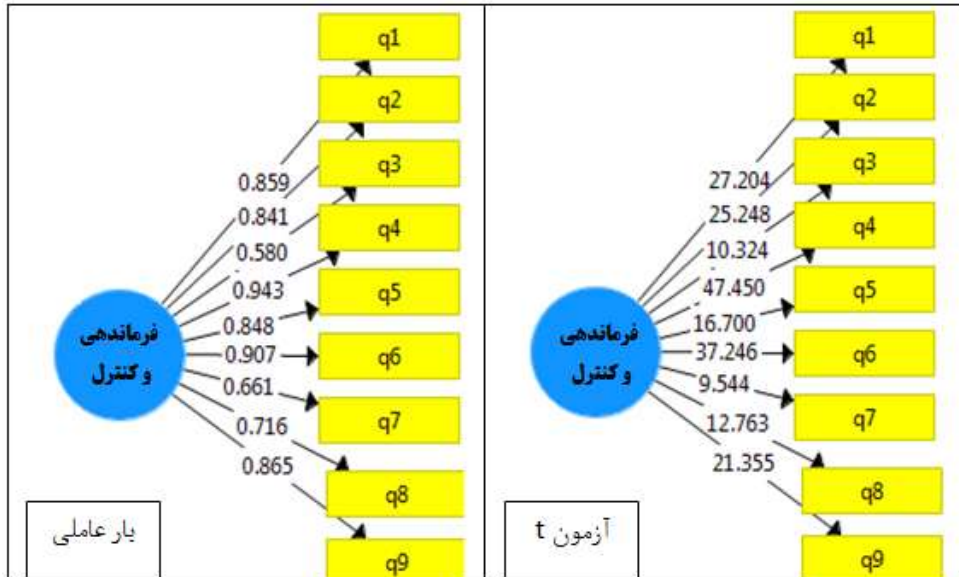 q1
q2
q3
q4
q5
q6
q7
q8
q9
0.859
0.841
0.580
0.943
0.848
0.907
0.661
0.716
0.865
فرماندهی
و کنترل
بار عاملی
q1
q2
q3
q4
q5
q6
q7
q8
q9
27.204
25.248
10.324
47.450
16.700
37.246
9.544
12.763
21.355
فرماندهی
و کنترل
آزمون t